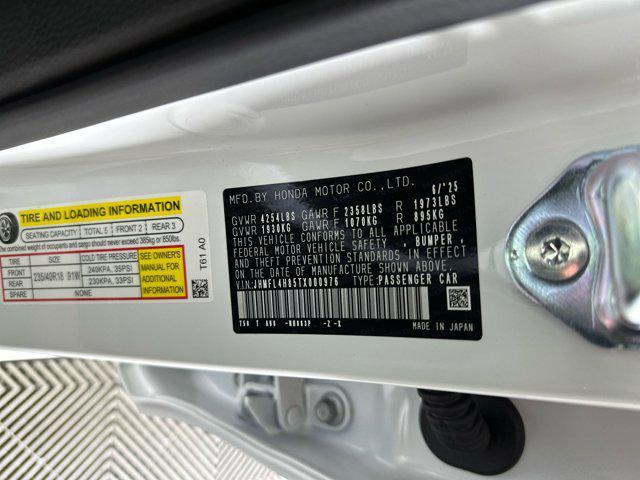 TIRE AND LOADING INFORMATION
SEATING CAPACITY TOTAL 5 FRONT 2 REAR 3
The combined weight of occupants and cargo should never exceed 385kg or 850lbs.
TIRE SIZE COLD TIRE PRESSURE
FRONT 235/40R18 91W 240KPA, 35PSI
REAR 230KPA, 33PSI
SPARE /NONE
SEE OWNER'S
MANUAL FOR
ADDITIONAL
INFORMATION
T61 A0
MFD.BY HONDA MOTOR CO.,LTD. 6/'25
GVWR 4254LBS GAWR F 2358LBS R 1973LBS
GVWR 1930KG GAWR F 1070KG R 895KG
THIS VEHICLE CONFORMS TO ALL APPLICABLE
FEDERAL MOTOR VEHICLE SAFETY , BUMPER ,
AND THEFT PREVENTION STANDARDS IN EFFECT
ON THE DATE OF MANUFACTURE SHOWN ABOVE.
V.I.N.: JHMFL4H85TX000976 TYPE:PASSENGER CAR
MADE IN JAPAN